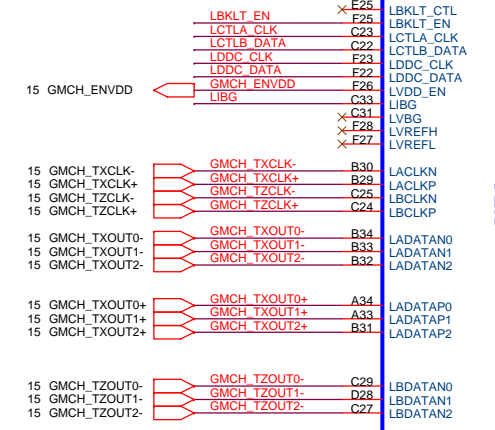 E25 LBKLT_CTL
LBKLT_EN F25 LBKLT_EN
LCTLA_CLK C23 LCTLA_CLK
LCTLB_DATA C22 LCTLB_DATA
LDDC_CLK F23 LDDC_CLK
LDDC_DATA F22 LDDC_DATA
15 GMCH_ENVDD GMCH_ENVDD F26 LVDD_EN
LIBG C33 LIBG
C31 LVBG
F28 LVREFH
F27 LVREFL
15 GMCH_TXCLK- GMCH_TXCLK- B30 LACLKN
15 GMCH_TXCLK+ GMCH_TXCLK+ B29 LACLKP
15 GMCH_TZCLK- GMCH_TZCLK- C25 LBCLKN
15 GMCH_TZCLK+ GMCH_TZCLK+ C24 LBCLKP
15 GMCH_TXOUT0- GMCH_TXOUT0- B34 LADATAN0
15 GMCH_TXOUT1- GMCH_TXOUT1- B33 LADATAN1
15 GMCH_TXOUT2- GMCH_TXOUT2- B32 LADATAN2
15 GMCH_TXOUT0+ GMCH_TXOUT0+ A34 LADATAP0
15 GMCH_TXOUT1+ GMCH_TXOUT1+ A33 LADATAP1
15 GMCH_TXOUT2+ GMCH_TXOUT2+ B31 LADATAP2
15 GMCH_TZOUT0- GMCH_TZOUT0- C29 LBDATAN0
15 GMCH_TZOUT1- GMCH_TZOUT1- D28 LBDATAN1
15 GMCH_TZOUT2- GMCH_TZOUT2- C27 LBDATAN2